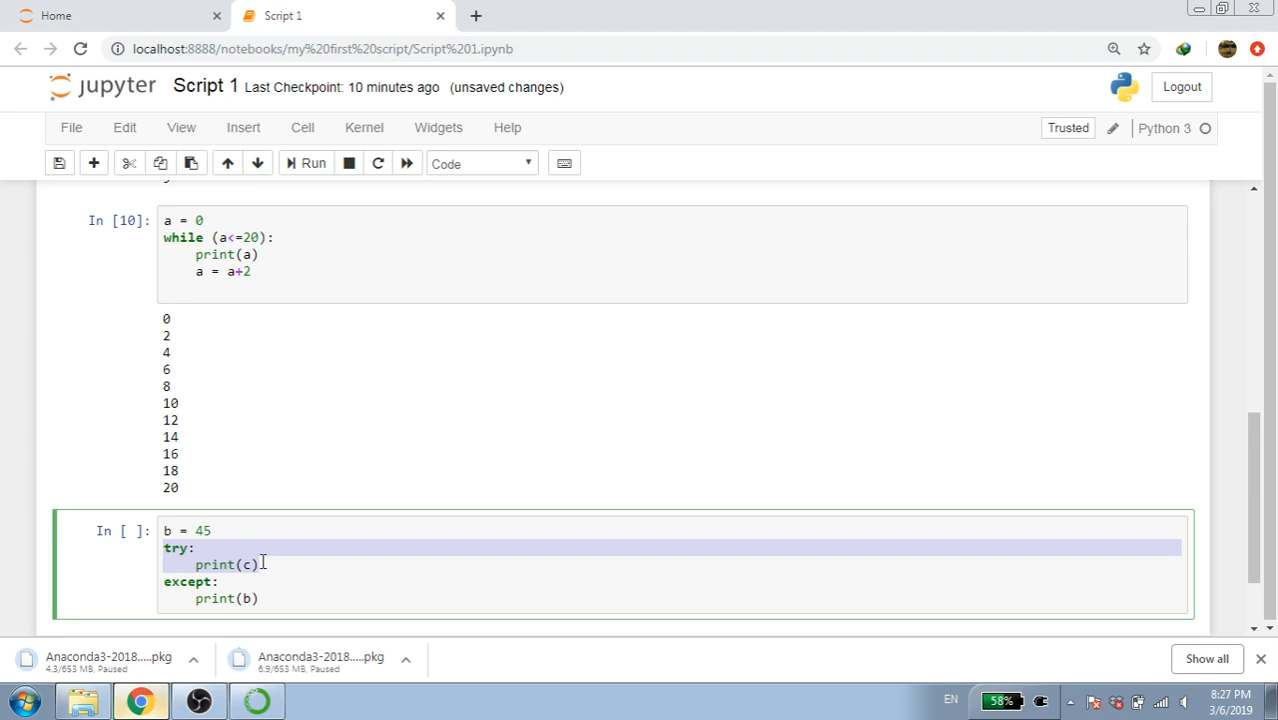 Home
Script 1
localhost:8888/notebooks/my%20first%20script/Script%201.ipynb
jupyter Script 1 Last Checkpoint: 10 minutes ago (unsaved changes)
Logout
File Edit View Insert Cell Kernel Widgets Help
Trusted
Python 3
Run
Code
In [10]:
a = 0
while (a<=20):
    print(a)
    a = a+2
0
2
4
6
8
10
12
14
16
18
20
In [ ]:
b = 45
try:
    print(c)
except:
    print(b)
Anaconda3-2018.....pkg
4.3/653 MB, Paused
Anaconda3-2018.....pkg
6.9/653 MB, Paused
Show all
EN
58%
8:27 PM
3/6/2019